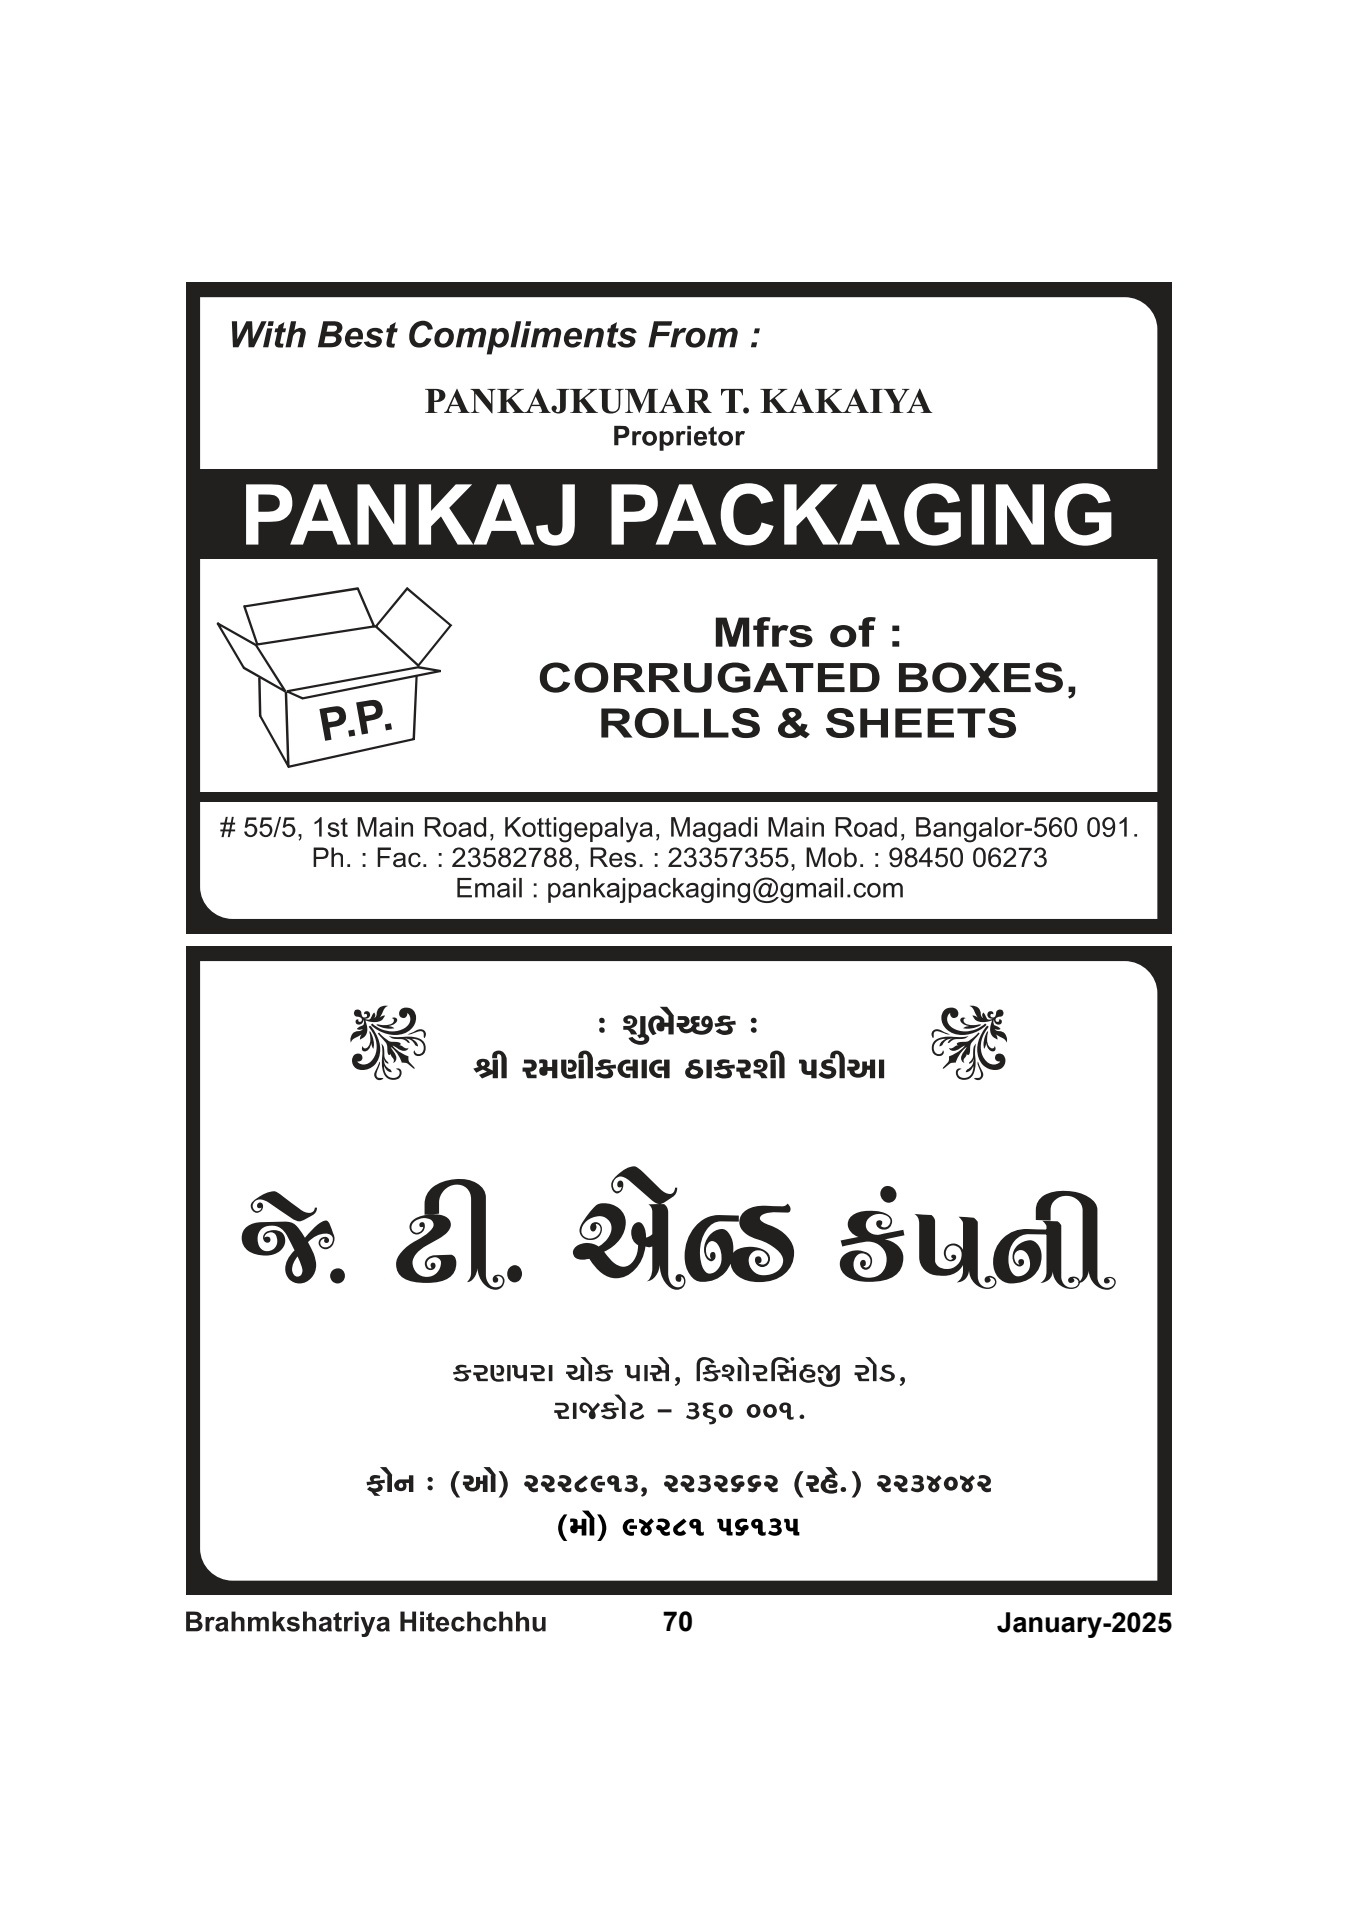 With Best Compliments From :
PANKAJKUMAR T. KAKAIYA
Proprietor
PANKAJ PACKAGING
P.P.
Mfrs of :
CORRUGATED BOXES,
ROLLS & SHEETS
# 55/5, 1st Main Road, Kottigepalya, Magadi Main Road, Bangalor-560 091.
Ph. : Fac. : 23582788, Res. : 23357355, Mob. : 98450 06273
Email : pankajpackaging@gmail.com
: શુભેચ્છક :
શ્રી રમણીકલાલ ઠાકરશી પડીઆ
જે. ટી. એન્ડ કંપની
કરણપરા ચોક પાસે, કિશોરસિંહજી રોડ,
રાજકોટ – ૩૬૦ ૦૦૧.
ફોન : (ઓ) ૨૨૨૮૯૧૩, ૨૨૩૨૬૬૨ (રહે.) ૨૨૩૪૦૪૨
(મો) ૯૪૨૮૧ ૫૬૧૩૫
Brahmkshatriya Hitechchhu 70 January-2025